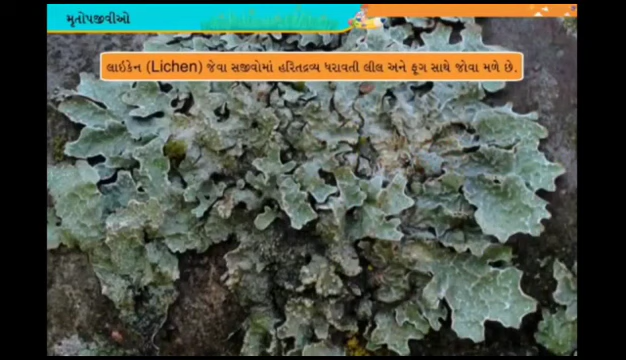 મૃતોપજીવીઓ
લાઇકેન (Lichen) જેવા સજીવોમાં હરિતદ્રવ્ય ધરાવતી લીલ અને ફૂગ સાથે જોવા મળે છે.